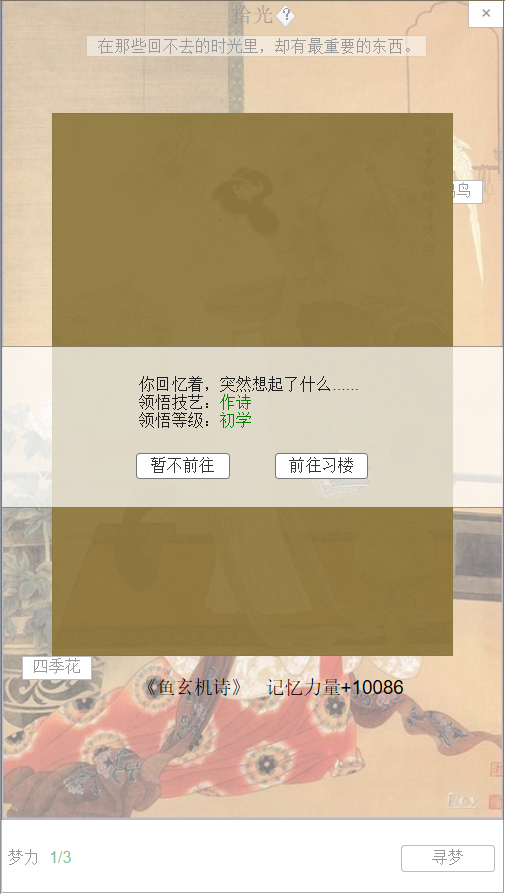 拾光?
×
在那些回不去的时光里，却有最重要的东西。
鸟
你回忆着，突然想起了什么......
领悟技艺：作诗
领悟等级：初学
暂不前往
前往习楼
四季花
《鱼玄机诗》 记忆力量+10086
梦力 1/3
寻梦